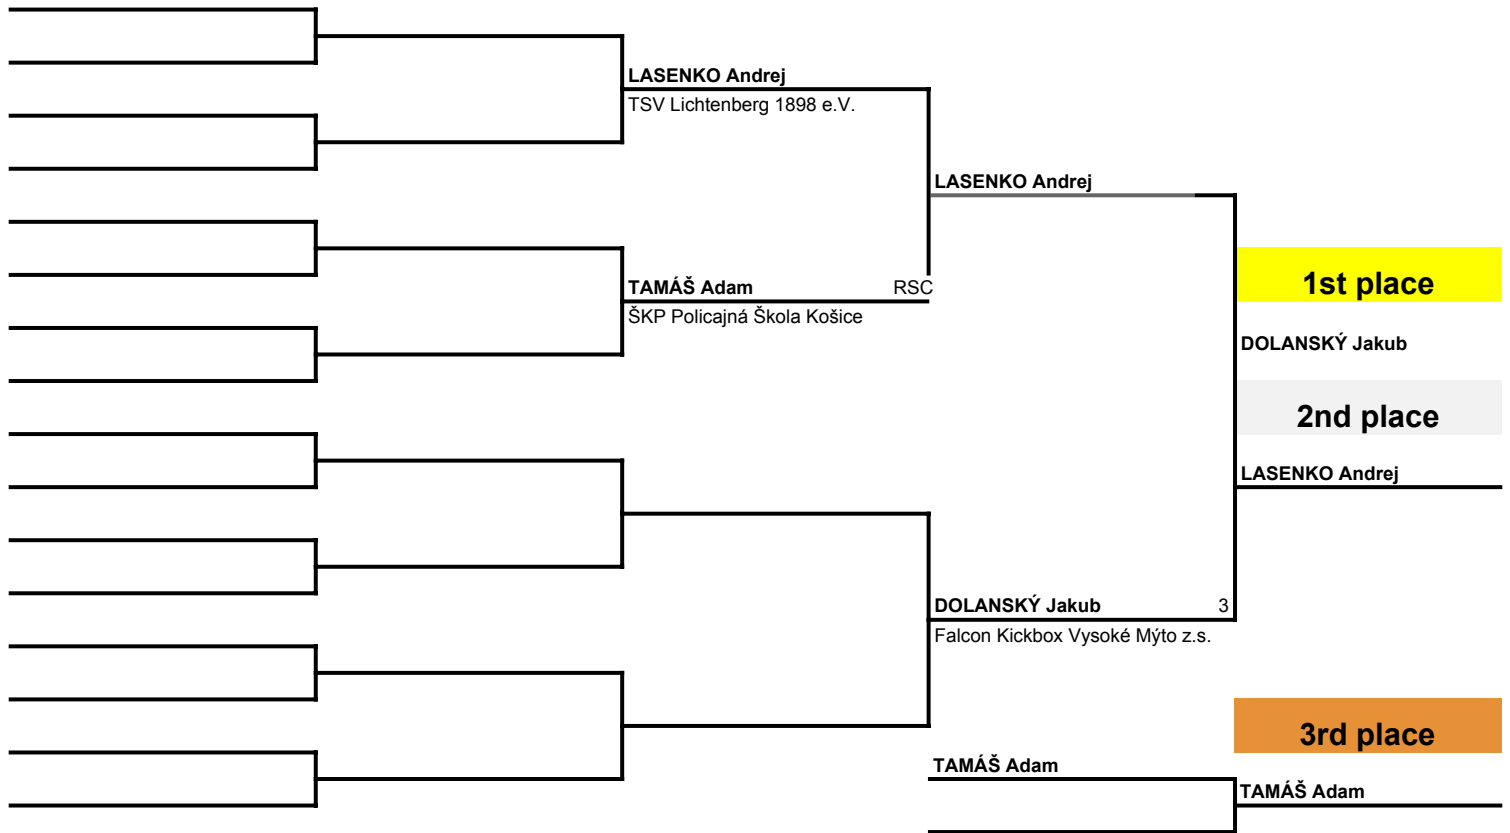 LASENKO Andrej
TSV Lichtenberg 1898 e.V.
LASENKO Andrej
TAMÁŠ Adam RSC
ŠKP Policajná Škola Košice
1st place
DOLANSKÝ Jakub
2nd place
LASENKO Andrej
DOLANSKÝ Jakub 3
Falcon Kickbox Vysoké Mýto z.s.
3rd place
TAMÁŠ Adam
TAMÁŠ Adam